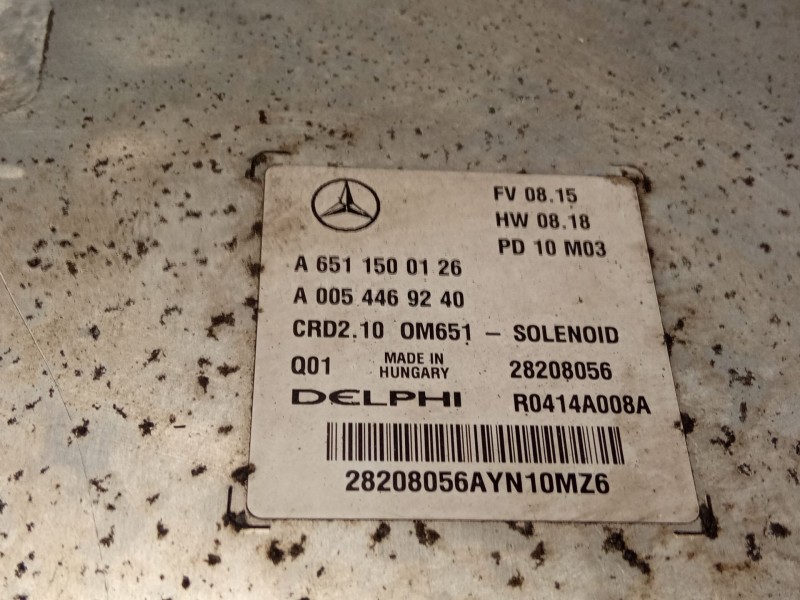 FV 08.15
HW 08.18
PD 10 M03
A 651 150 01 26
A 005 446 92 40
CRD2.10 OM651 - SOLENOID
Q01 MADE IN HUNGARY 28208056
DELPHI R0414A008A
28208056AYN10MZ6